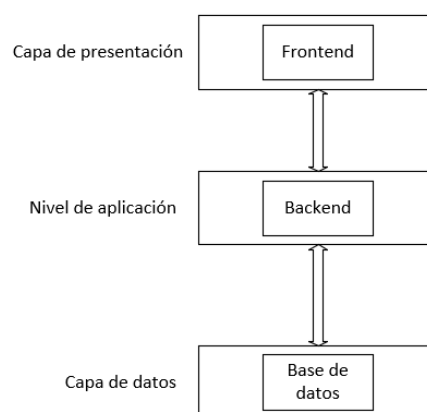 Capa de presentación
Frontend
Nivel de aplicación
Backend
Capa de datos
Base de
datos